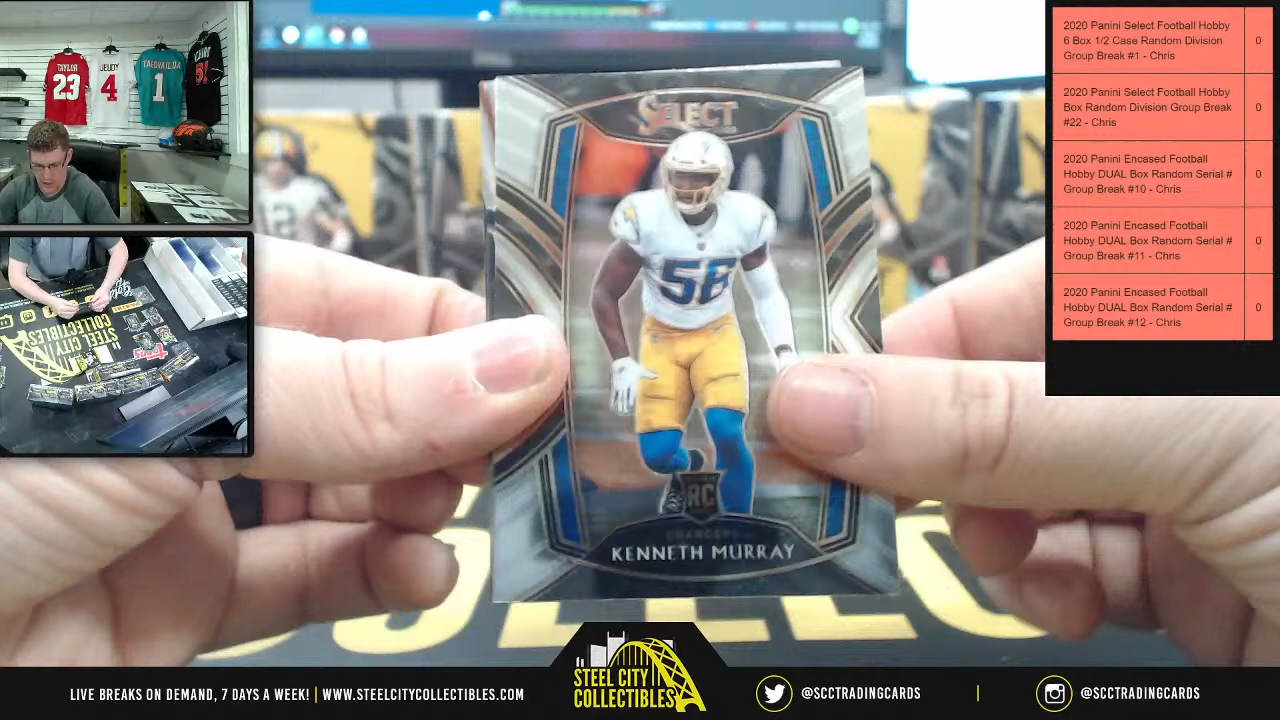 TAYLOR
23
JEUDY
4
TAGOVAILOA
1
SELECT
56
RC
CHARGERS
KENNETH MURRAY
2020 Panini Select Football Hobby
6 Box 1/2 Case Random Division
Group Break #1 - Chris
0
2020 Panini Select Football Hobby
Box Random Division Group Break
#22 - Chris
0
2020 Panini Encased Football
Hobby DUAL Box Random Serial #
Group Break #10 - Chris
0
2020 Panini Encased Football
Hobby DUAL Box Random Serial #
Group Break #11 - Chris
0
2020 Panini Encased Football
Hobby DUAL Box Random Serial #
Group Break #12 - Chris
0
STEEL CITY
COLLECTIBLES
LIVE BREAKS ON DEMAND, 7 DAYS A WEEK! | WWW.STEELCITYCOLLECTIBLES.COM
STEEL CITY
COLLECTIBLES
@SCCTRADINGCARDS
@SCCTRADINGCARDS